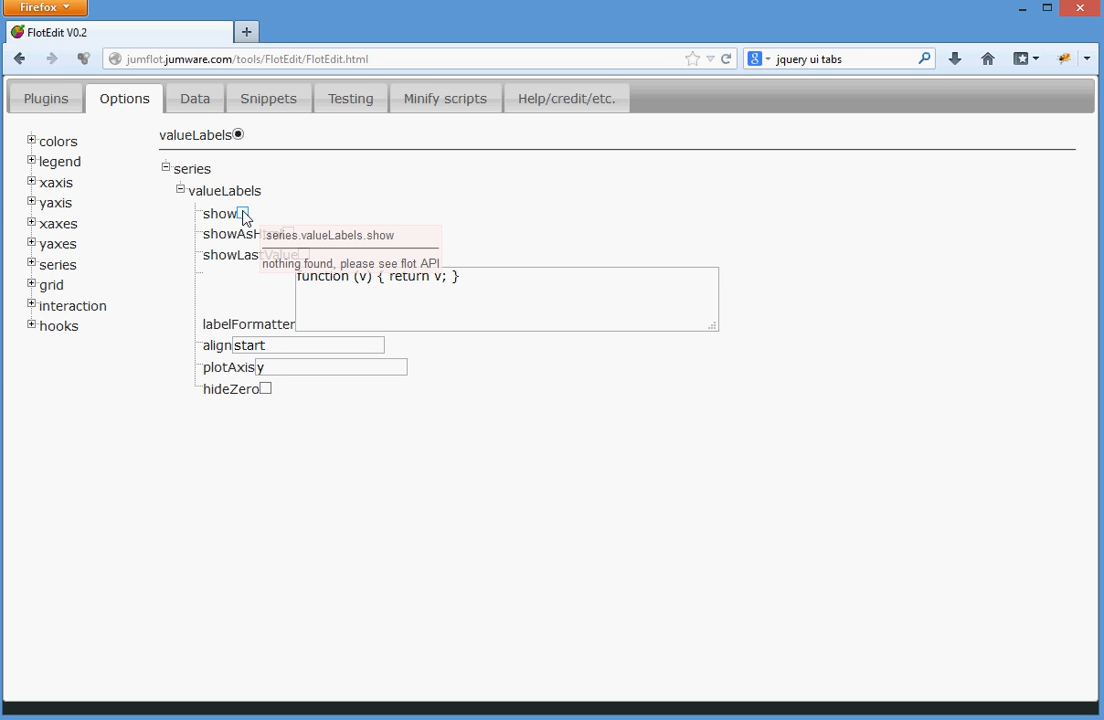 Firefox
FlotEdit V0.2
jumflot.jumware.com/tools/FlotEdit/FlotEdit.html
jquery ui tabs
Plugins
Options
Data
Snippets
Testing
Minify scripts
Help/credit/etc.
colors
legend
xaxis
yaxis
xaxes
yaxes
series
grid
interaction
hooks
valueLabels
series
valueLabels
show
showAsH
series.valueLabels.show
showLastValue
nothing found, please see flot API
function (v) { return v; }
labelFormatter
align start
plotAxis y
hideZero